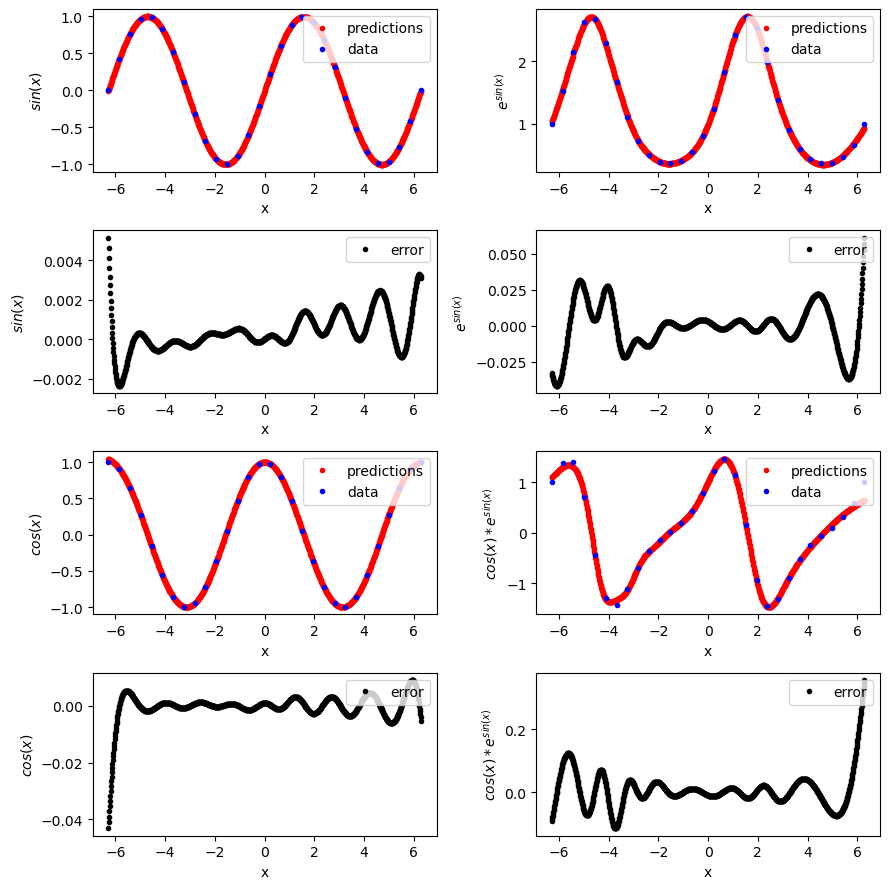 1.0
0.5
0.0
−0.5
−1.0
sin(x)
predictions
data
−6 −4 −2 0 2 4 6
x
2
1
e^{sin(x)}
predictions
data
−6 −4 −2 0 2 4 6
x
0.004
0.002
0.000
−0.002
sin(x)
error
−6 −4 −2 0 2 4 6
x
0.050
0.025
0.000
−0.025
e^{sin(x)}
error
−6 −4 −2 0 2 4 6
x
1.0
0.5
0.0
−0.5
−1.0
cos(x)
predictions
data
−6 −4 −2 0 2 4 6
x
1
0
−1
cos(x) * e^{sin(x)}
predictions
data
−6 −4 −2 0 2 4 6
x
0.00
−0.02
−0.04
cos(x)
error
−6 −4 −2 0 2 4 6
x
0.2
0.0
cos(x) * e^{sin(x)}
error
−6 −4 −2 0 2 4 6
x